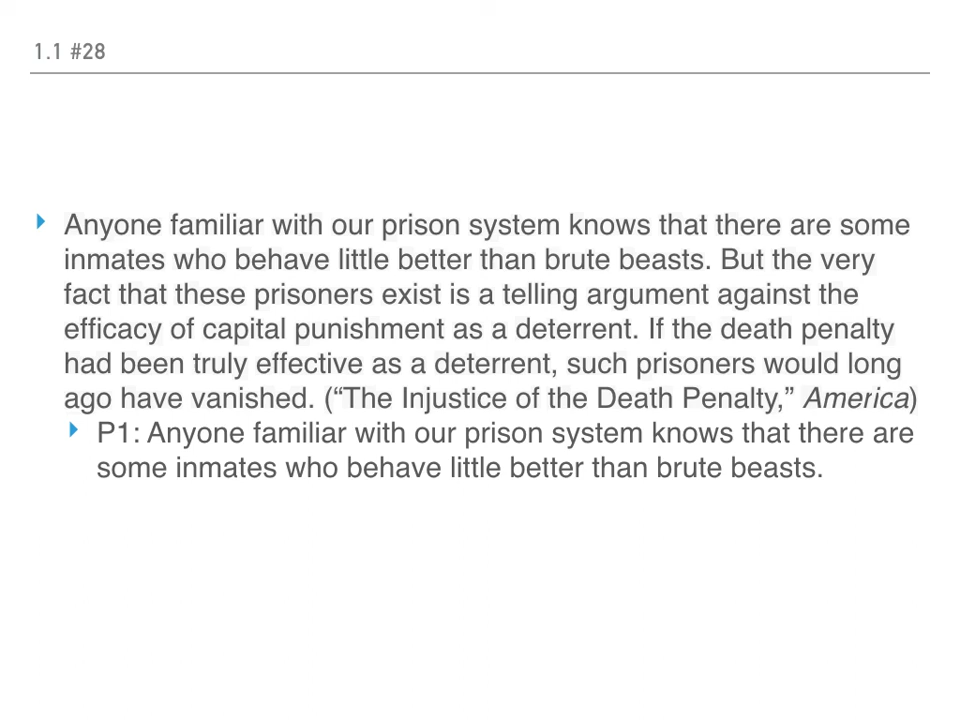 1.1 #28
Anyone familiar with our prison system knows that there are some
inmates who behave little better than brute beasts. But the very
fact that these prisoners exist is a telling argument against the
efficacy of capital punishment as a deterrent. If the death penalty
had been truly effective as a deterrent, such prisoners would long
ago have vanished. (“The Injustice of the Death Penalty,” America)
P1: Anyone familiar with our prison system knows that there are
some inmates who behave little better than brute beasts.